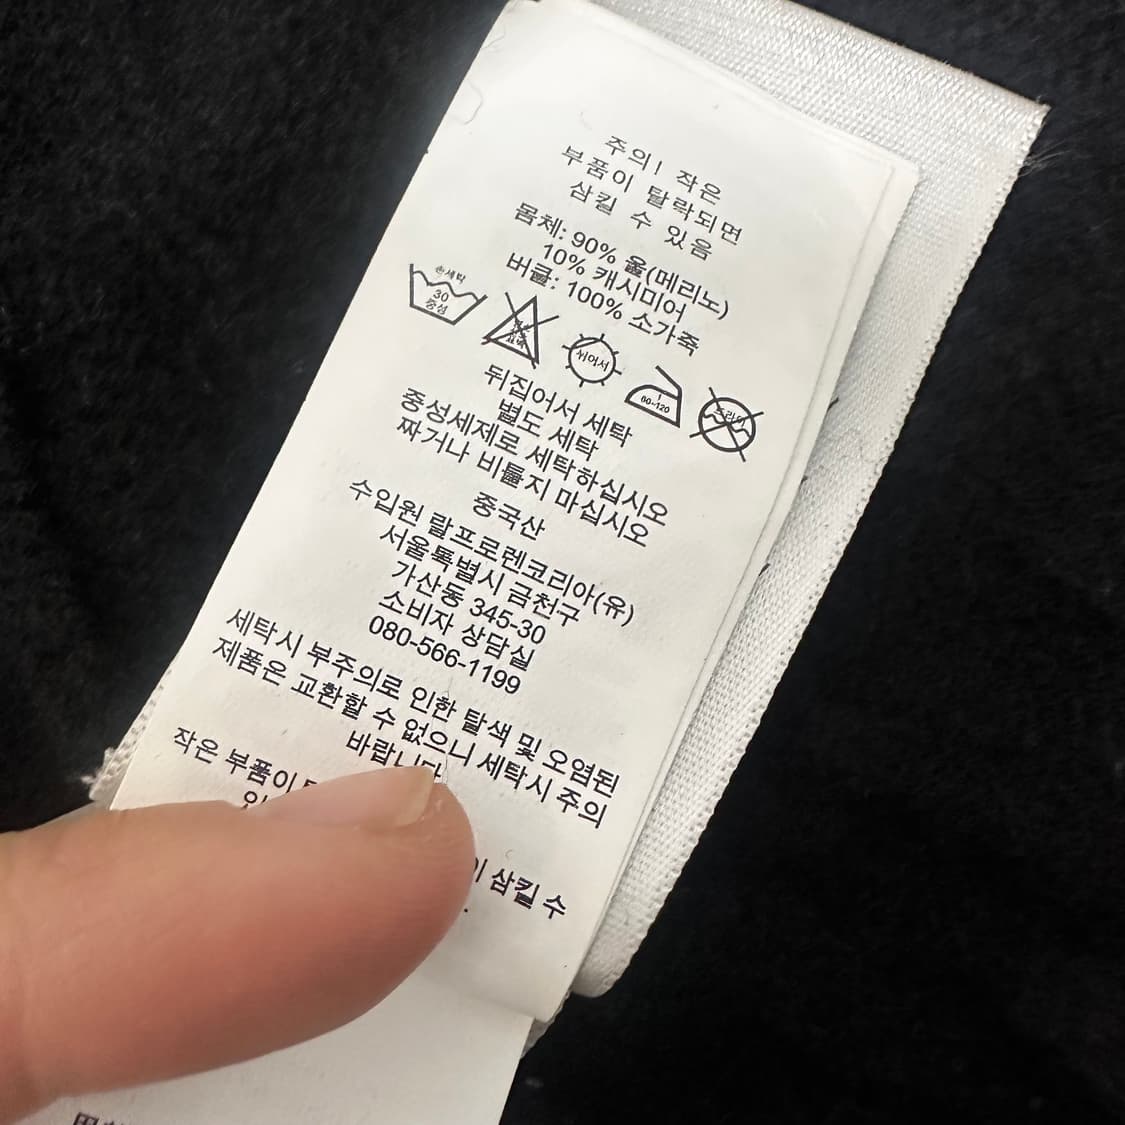 주의! 작은
부품이 탈락되면
삼킬 수 있음
몸체: 90% 울(메리노)
10% 캐시미어
버클: 100% 소가죽
손세탁
30
중성
뉘어서
60~120
드라이
뒤집어서 세탁
별도 세탁
중성세제로 세탁하십시오
짜거나 비틀지 마십시오
중국산
수입원 랄프로렌코리아(유)
서울특별시 금천구
가산동 345-30
소비자 상담실
080-566-1199
세탁시 부주의로 인한 탈색 및 오염된
제품은 교환할 수 없으니 세탁시 주의
바랍니다
작은 부품이
삼킬 수